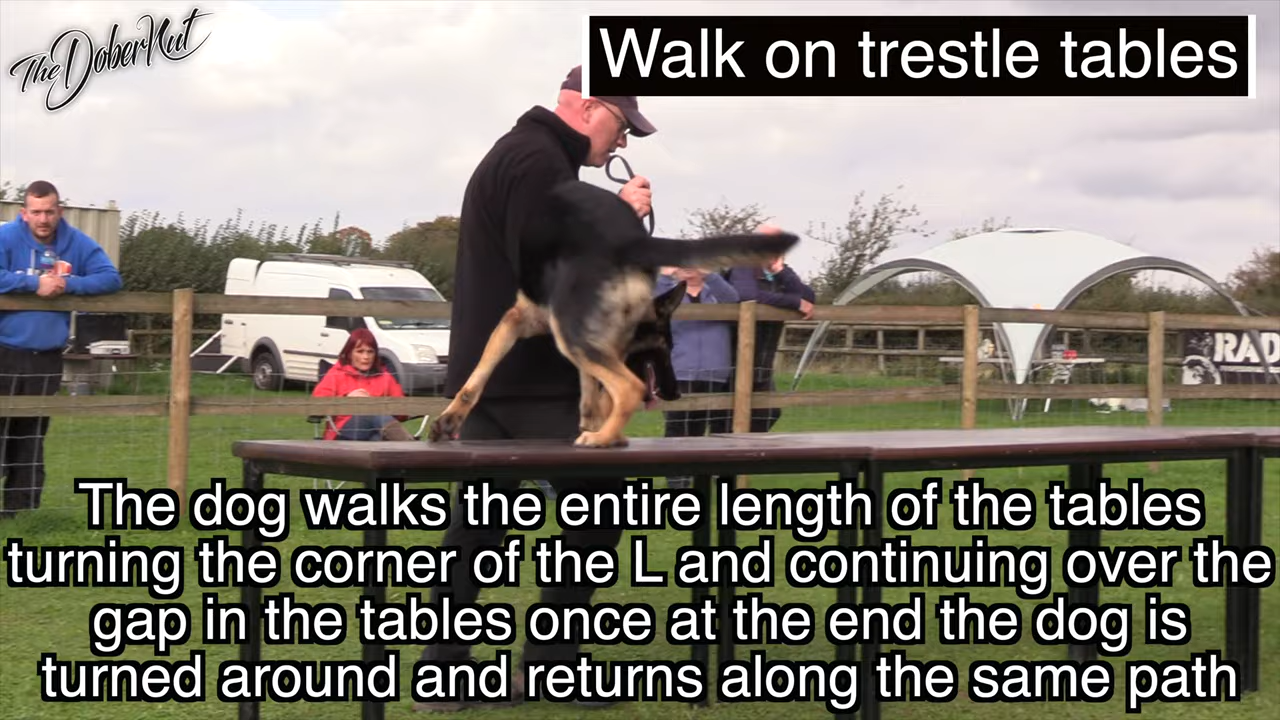 The DoberNut
Walk on trestle tables
RAD
The dog walks the entire length of the tables
turning the corner of the L and continuing over the
gap in the tables once at the end the dog is
turned around and returns along the same path